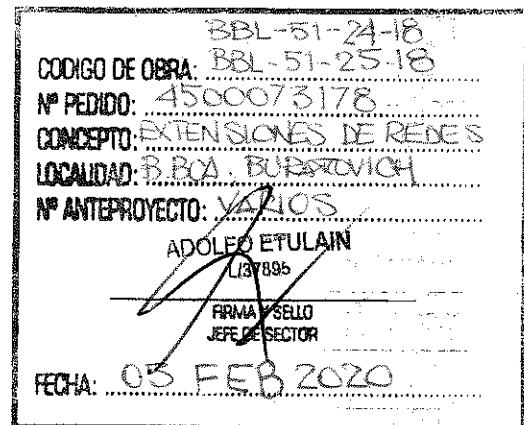 BBL-51-24-18
CODIGO DE OBRA: BBL-51-25-18
Nº PEDIDO: 4500073178
CONCEPTO: EXTENSIONES DE REDES
LOCALIDAD: B.BCA. BURATOVICH
Nº ANTEPROYECTO: VARIOS
ADOLFO ETULAIN
L/37895
FIRMA Y SELLO
JEFE DE SECTOR
FECHA: 05 FEB 2020